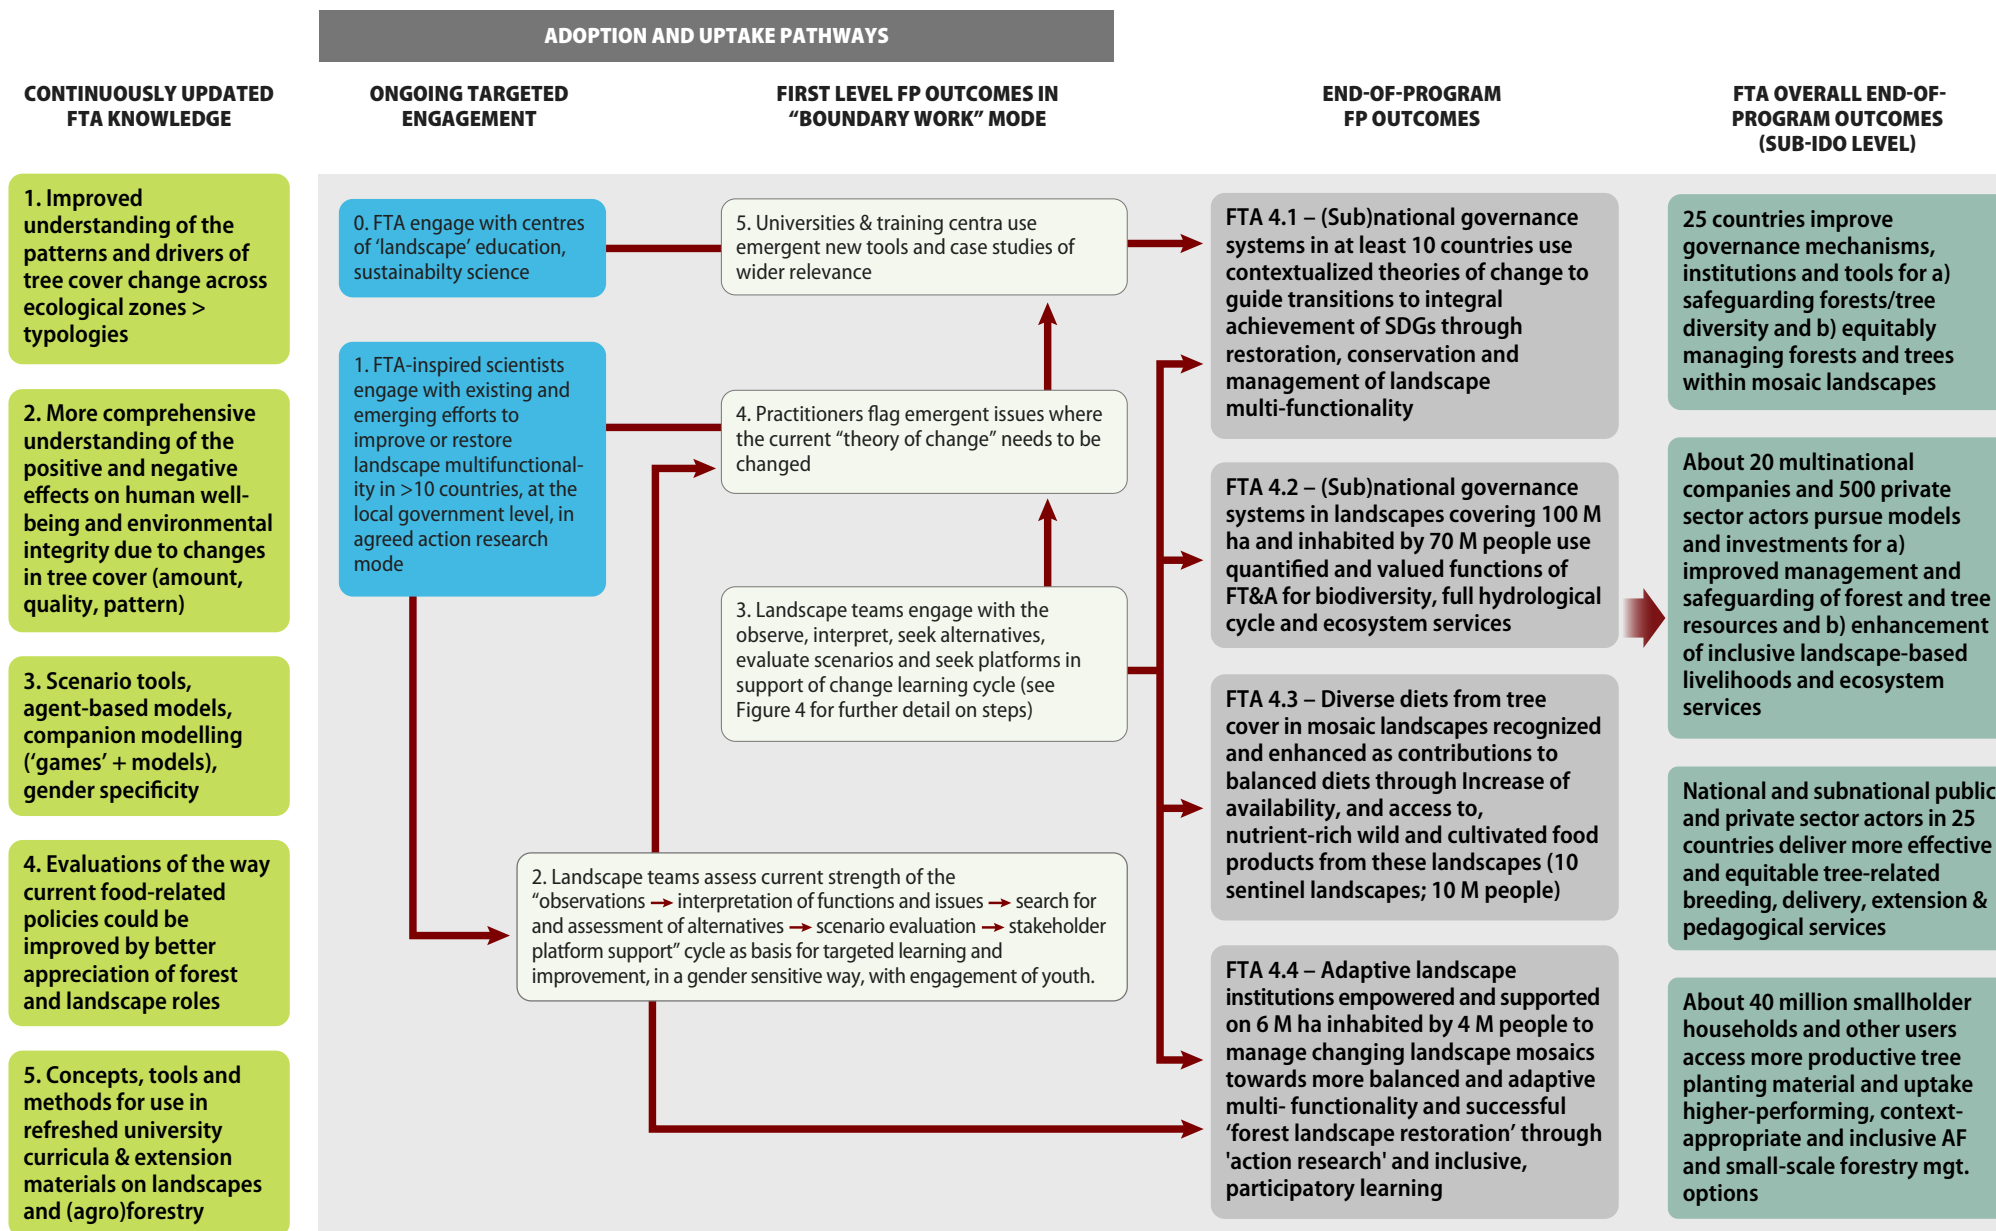 ADOPTION AND UPTAKE PATHWAYS
CONTINUOUSLY UPDATED
FTA KNOWLEDGE
ONGOING TARGETED
ENGAGEMENT
FIRST LEVEL FP OUTCOMES IN
“BOUNDARY WORK” MODE
END-OF-PROGRAM
FP OUTCOMES
FTA OVERALL END-OF-
PROGRAM OUTCOMES
(SUB-IDO LEVEL)
1. Improved
understanding of the
patterns and drivers of
tree cover change across
ecological zones >
typologies
2. More comprehensive
understanding of the
positive and negative
effects on human well-
being and environmental
integrity due to changes
in tree cover (amount,
quality, pattern)
3. Scenario tools,
agent-based models,
companion modelling
(‘games’ + models),
gender specificity
4. Evaluations of the way
current food-related
policies could be
improved by better
appreciation of forest
and landscape roles
5. Concepts, tools and
methods for use in
refreshed university
curricula & extension
materials on landscapes
and (agro)forestry
0. FTA engage with centres
of ‘landscape’ education,
sustainabilty science
1. FTA-inspired scientists
engage with existing and
emerging efforts to
improve or restore
landscape multifunctional-
ity in >10 countries, at the
local government level, in
agreed action research
mode
5. Universities & training centra use
emergent new tools and case studies of
wider relevance
4. Practitioners flag emergent issues where
the current “theory of change” needs to be
changed
3. Landscape teams engage with the
observe, interpret, seek alternatives,
evaluate scenarios and seek platforms in
support of change learning cycle (see
Figure 4 for further detail on steps)
2. Landscape teams assess current strength of the
“observations → interpretation of functions and issues → search for
and assessment of alternatives → scenario evaluation → stakeholder
platform support” cycle as basis for targeted learning and
improvement, in a gender sensitive way, with engagement of youth.
FTA 4.1 – (Sub)national governance
systems in at least 10 countries use
contextualized theories of change to
guide transitions to integral
achievement of SDGs through
restoration, conservation and
management of landscape
multi-functionality
FTA 4.2 – (Sub)national governance
systems in landscapes covering 100 M
ha and inhabited by 70 M people use
quantified and valued functions of
FT&A for biodiversity, full hydrological
cycle and ecosystem services
FTA 4.3 – Diverse diets from tree
cover in mosaic landscapes recognized
and enhanced as contributions to
balanced diets through Increase of
availability, and access to,
nutrient-rich wild and cultivated food
products from these landscapes (10
sentinel landscapes; 10 M people)
FTA 4.4 – Adaptive landscape
institutions empowered and supported
on 6 M ha inhabited by 4 M people to
manage changing landscape mosaics
towards more balanced and adaptive
multi- functionality and successful
‘forest landscape restoration’ through
'action research' and inclusive,
participatory learning
25 countries improve
governance mechanisms,
institutions and tools for a)
safeguarding forests/tree
diversity and b) equitably
managing forests and trees
within mosaic landscapes
About 20 multinational
companies and 500 private
sector actors pursue models
and investments for a)
improved management and
safeguarding of forest and tree
resources and b) enhancement
of inclusive landscape-based
livelihoods and ecosystem
services
National and subnational public
and private sector actors in 25
countries deliver more effective
and equitable tree-related
breeding, delivery, extension &
pedagogical services
About 40 million smallholder
households and other users
access more productive tree
planting material and uptake
higher-performing, context-
appropriate and inclusive AF
and small-scale forestry mgt.
options